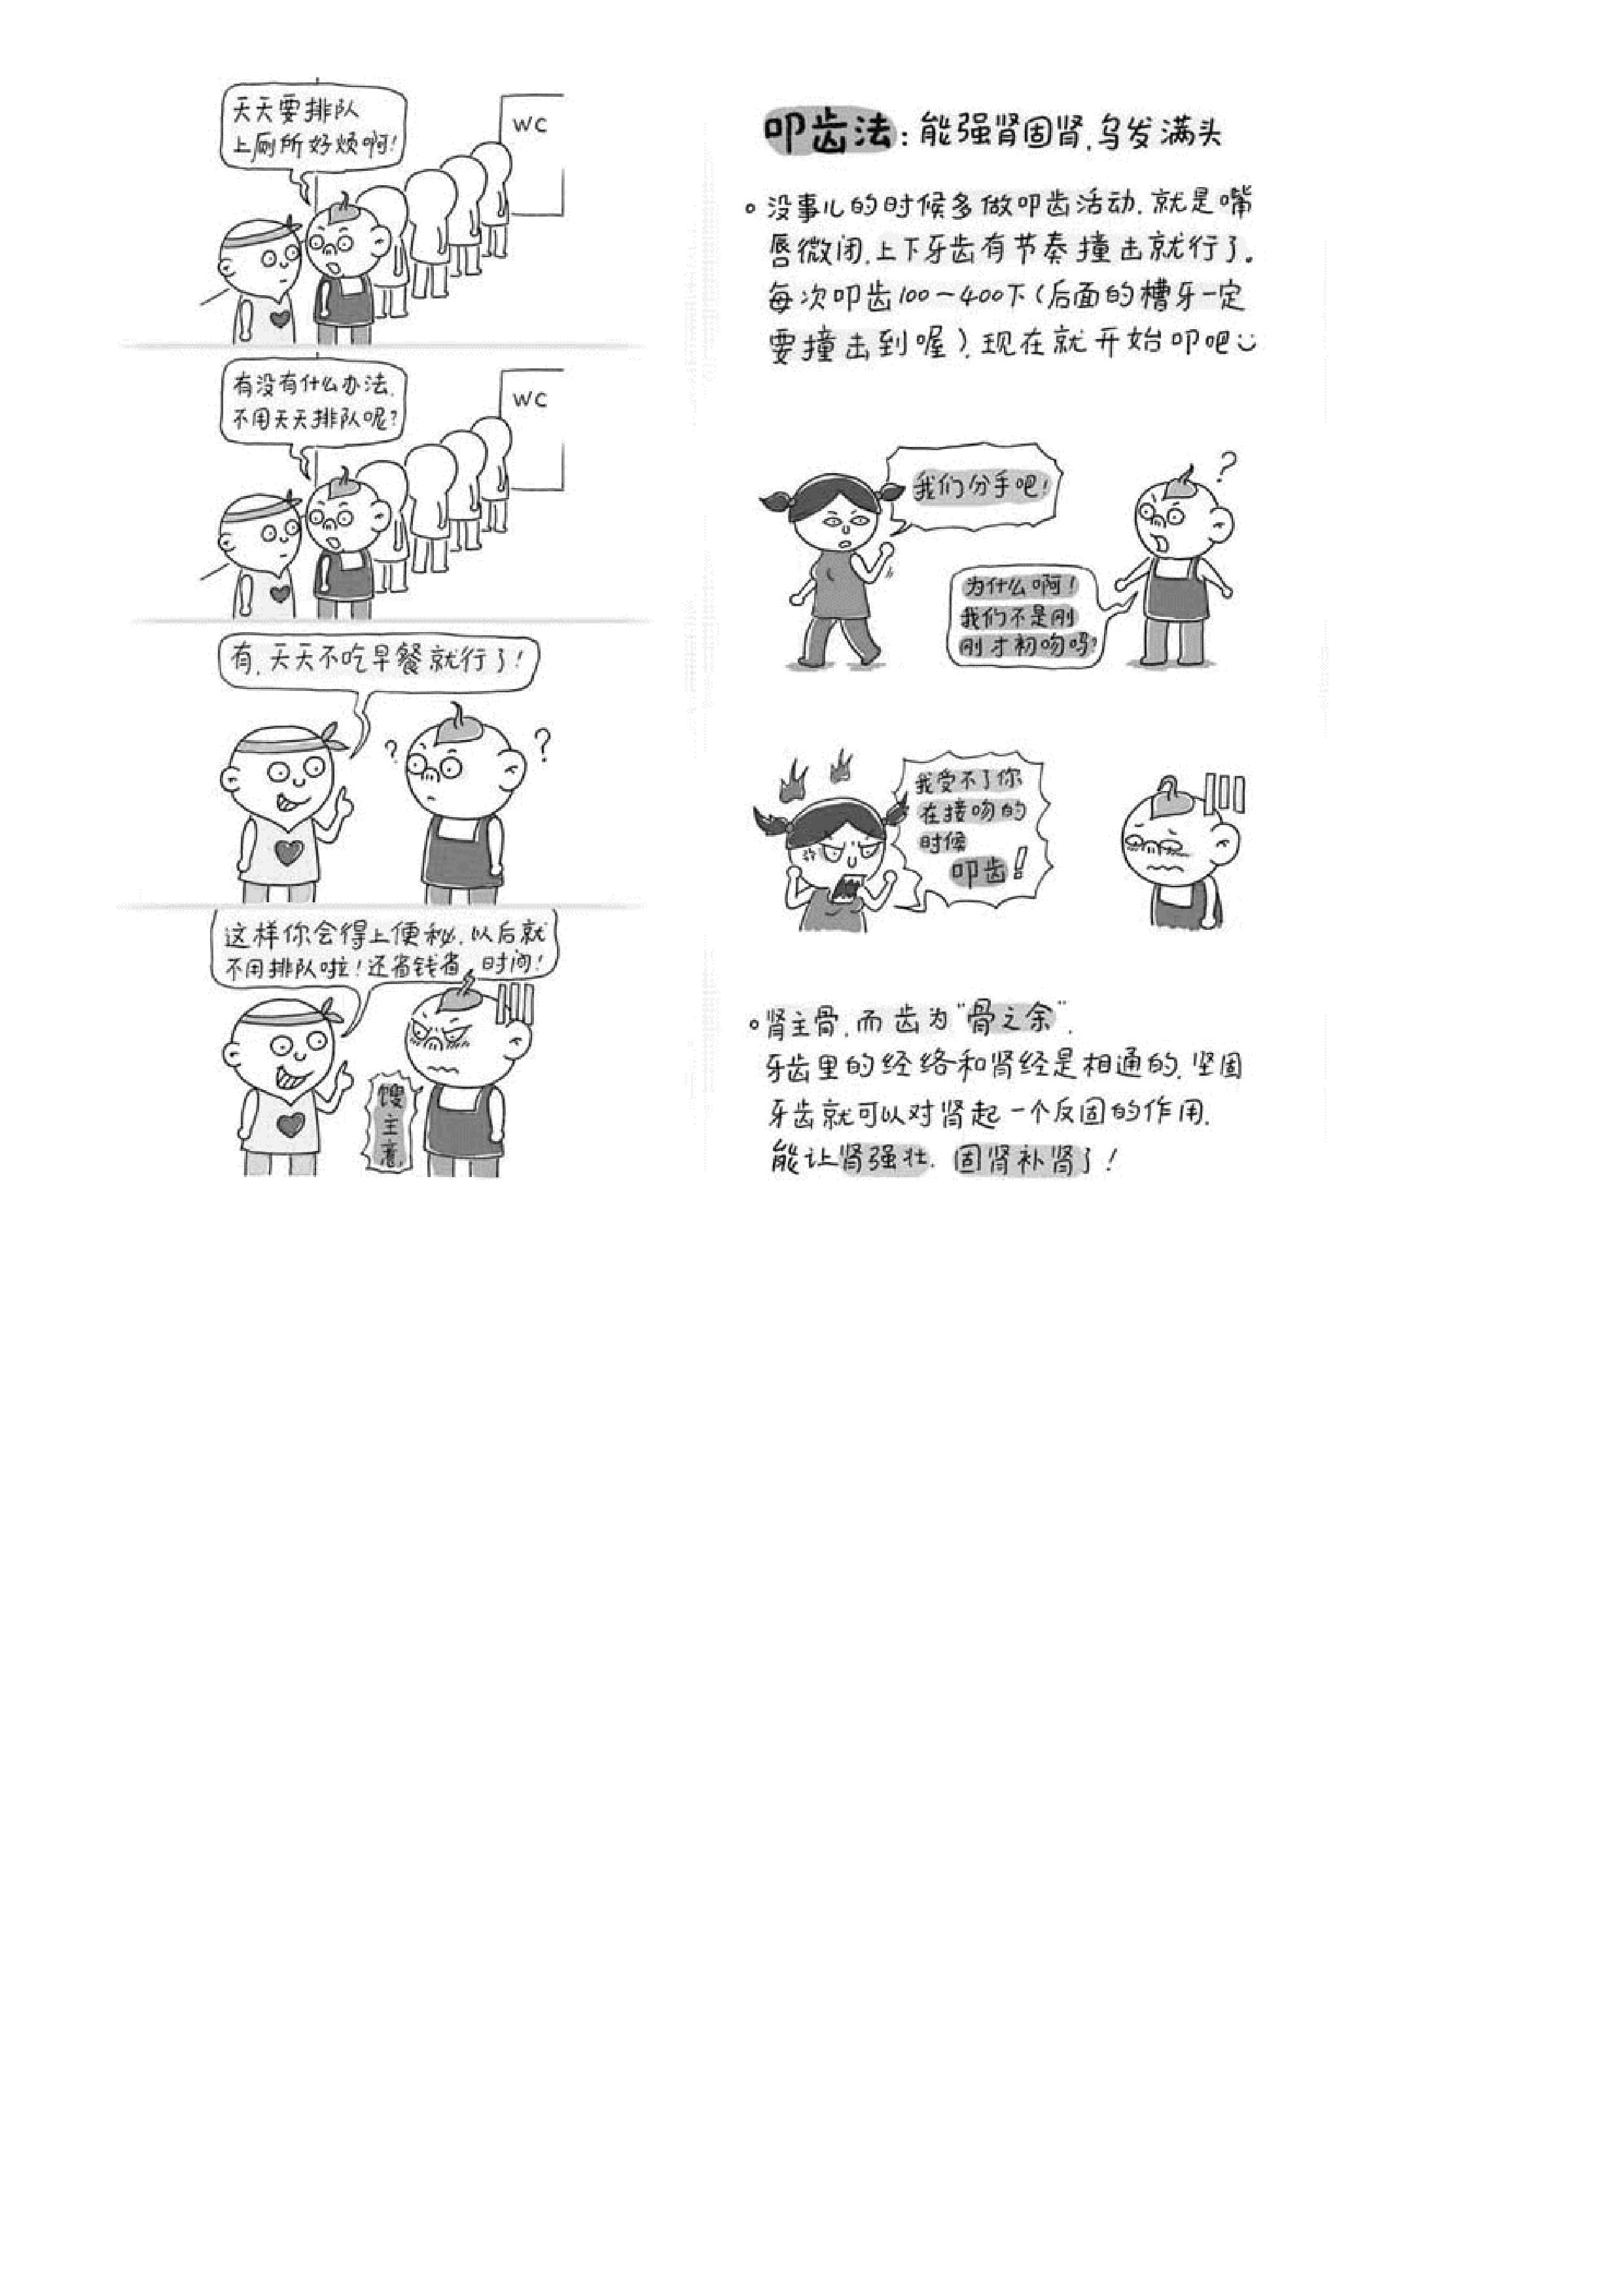 天天要排队
上厕所好烦啊!
WC
有没有什么办法,
不用天天排队呢?
WC
有,天天不吃早餐就行了!
?
?
这样你会得上便秘,以后就
不用排队啦!还省钱省时间!
馊主意
叩齿法:能强肾固肾,乌发满头
没事儿的时候多做叩齿活动,就是嘴
唇微闭,上下牙齿有节奏撞击就行了。
每次叩齿100~400下(后面的槽牙一定
要撞击到喔),现在就开始叩吧
我们分手吧!
?
为什么啊!
我们不是刚
刚才初吻吗?
我受不了你
在接吻的
时候
叩齿!
肾主骨,而齿为"骨之余",
牙齿里的经络和肾经是相通的,坚固
牙齿就可以对肾起一个反固的作用,
能让肾强壮,固肾补肾了!